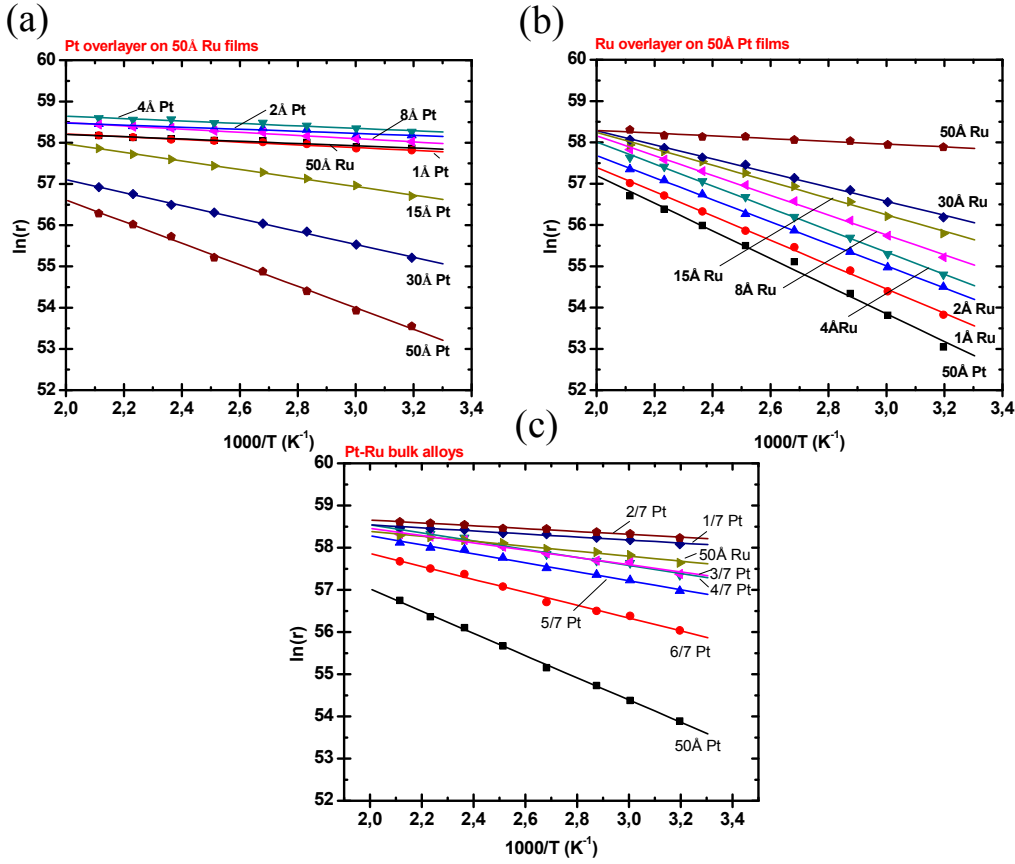 (a)
Pt overlayer on 50Å Ru films
60
59
58
57
56
55
54
53
52
ln(r)
4Å Pt
2Å Pt
8Å Pt
50Å Ru
1Å Pt
15Å Pt
30Å Pt
50Å Pt
2,0 2,2 2,4 2,6 2,8 3,0 3,2 3,4
1000/T (K⁻¹)
(b)
Ru overlayer on 50Å Pt films
60
59
58
57
56
55
54
53
52
ln(r)
50Å Ru
30Å Ru
15Å Ru
8Å Ru
4ÅRu
2Å Ru
1Å Ru
50Å Pt
2,0 2,2 2,4 2,6 2,8 3,0 3,2 3,4
1000/T (K⁻¹)
(c)
Pt-Ru bulk alloys
60
59
58
57
56
55
54
53
52
ln(r)
2/7 Pt
1/7 Pt
50Å Ru
3/7 Pt
4/7 Pt
5/7 Pt
6/7 Pt
50Å Pt
2,0 2,2 2,4 2,6 2,8 3,0 3,2 3,4
1000/T (K⁻¹)